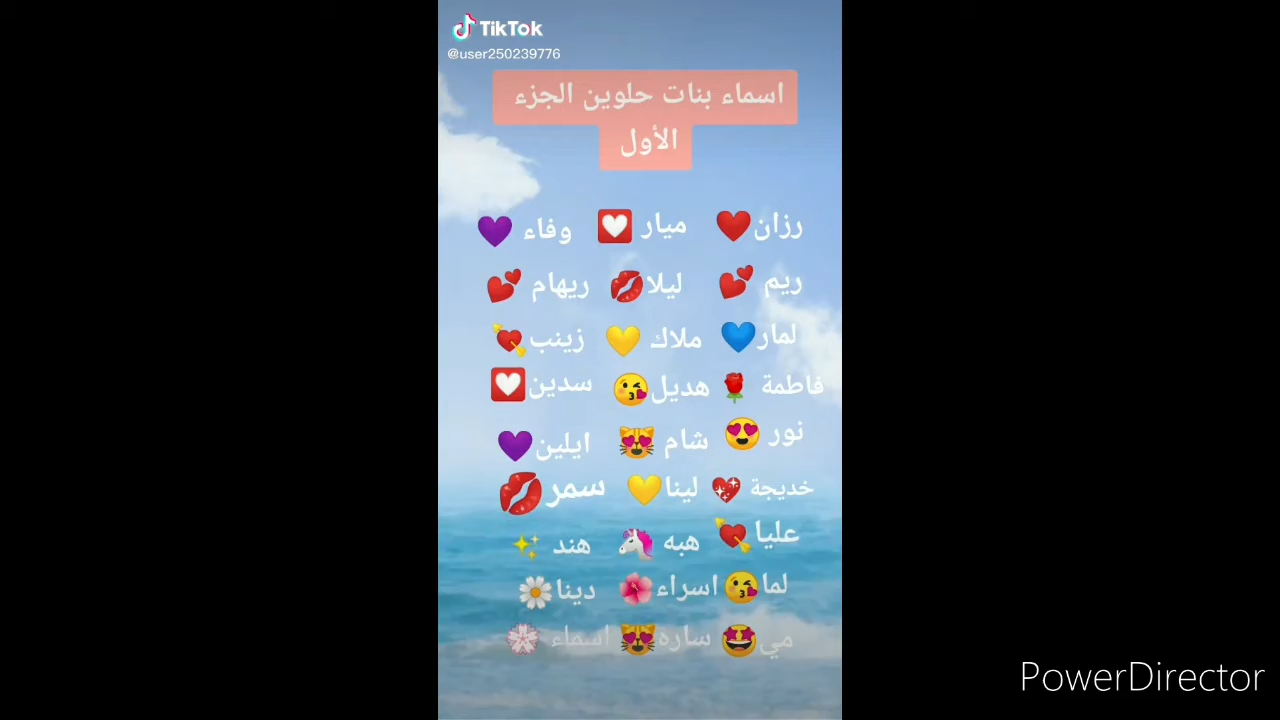 TikTok
@user250239776
اسماء بنات حلوين الجزء
الأول
رزان❤️ ميار 💟 وفاء 💜
ريم 💕 ليلا💋 ريهام 💕
لمار💙 ملاك 💛 زينب💘
فاطمة 🌹 هديل😘 سدين💟
نور 😍 شام 😻 ايلين💜
خديجة 💖 لينا💛 سمر💋
عليا💘 هبه 🦄 هند ✨
لما😘 اسراء🌺 دينا🌼
مي🤩 ساره😻 اسماء 💮
PowerDirector